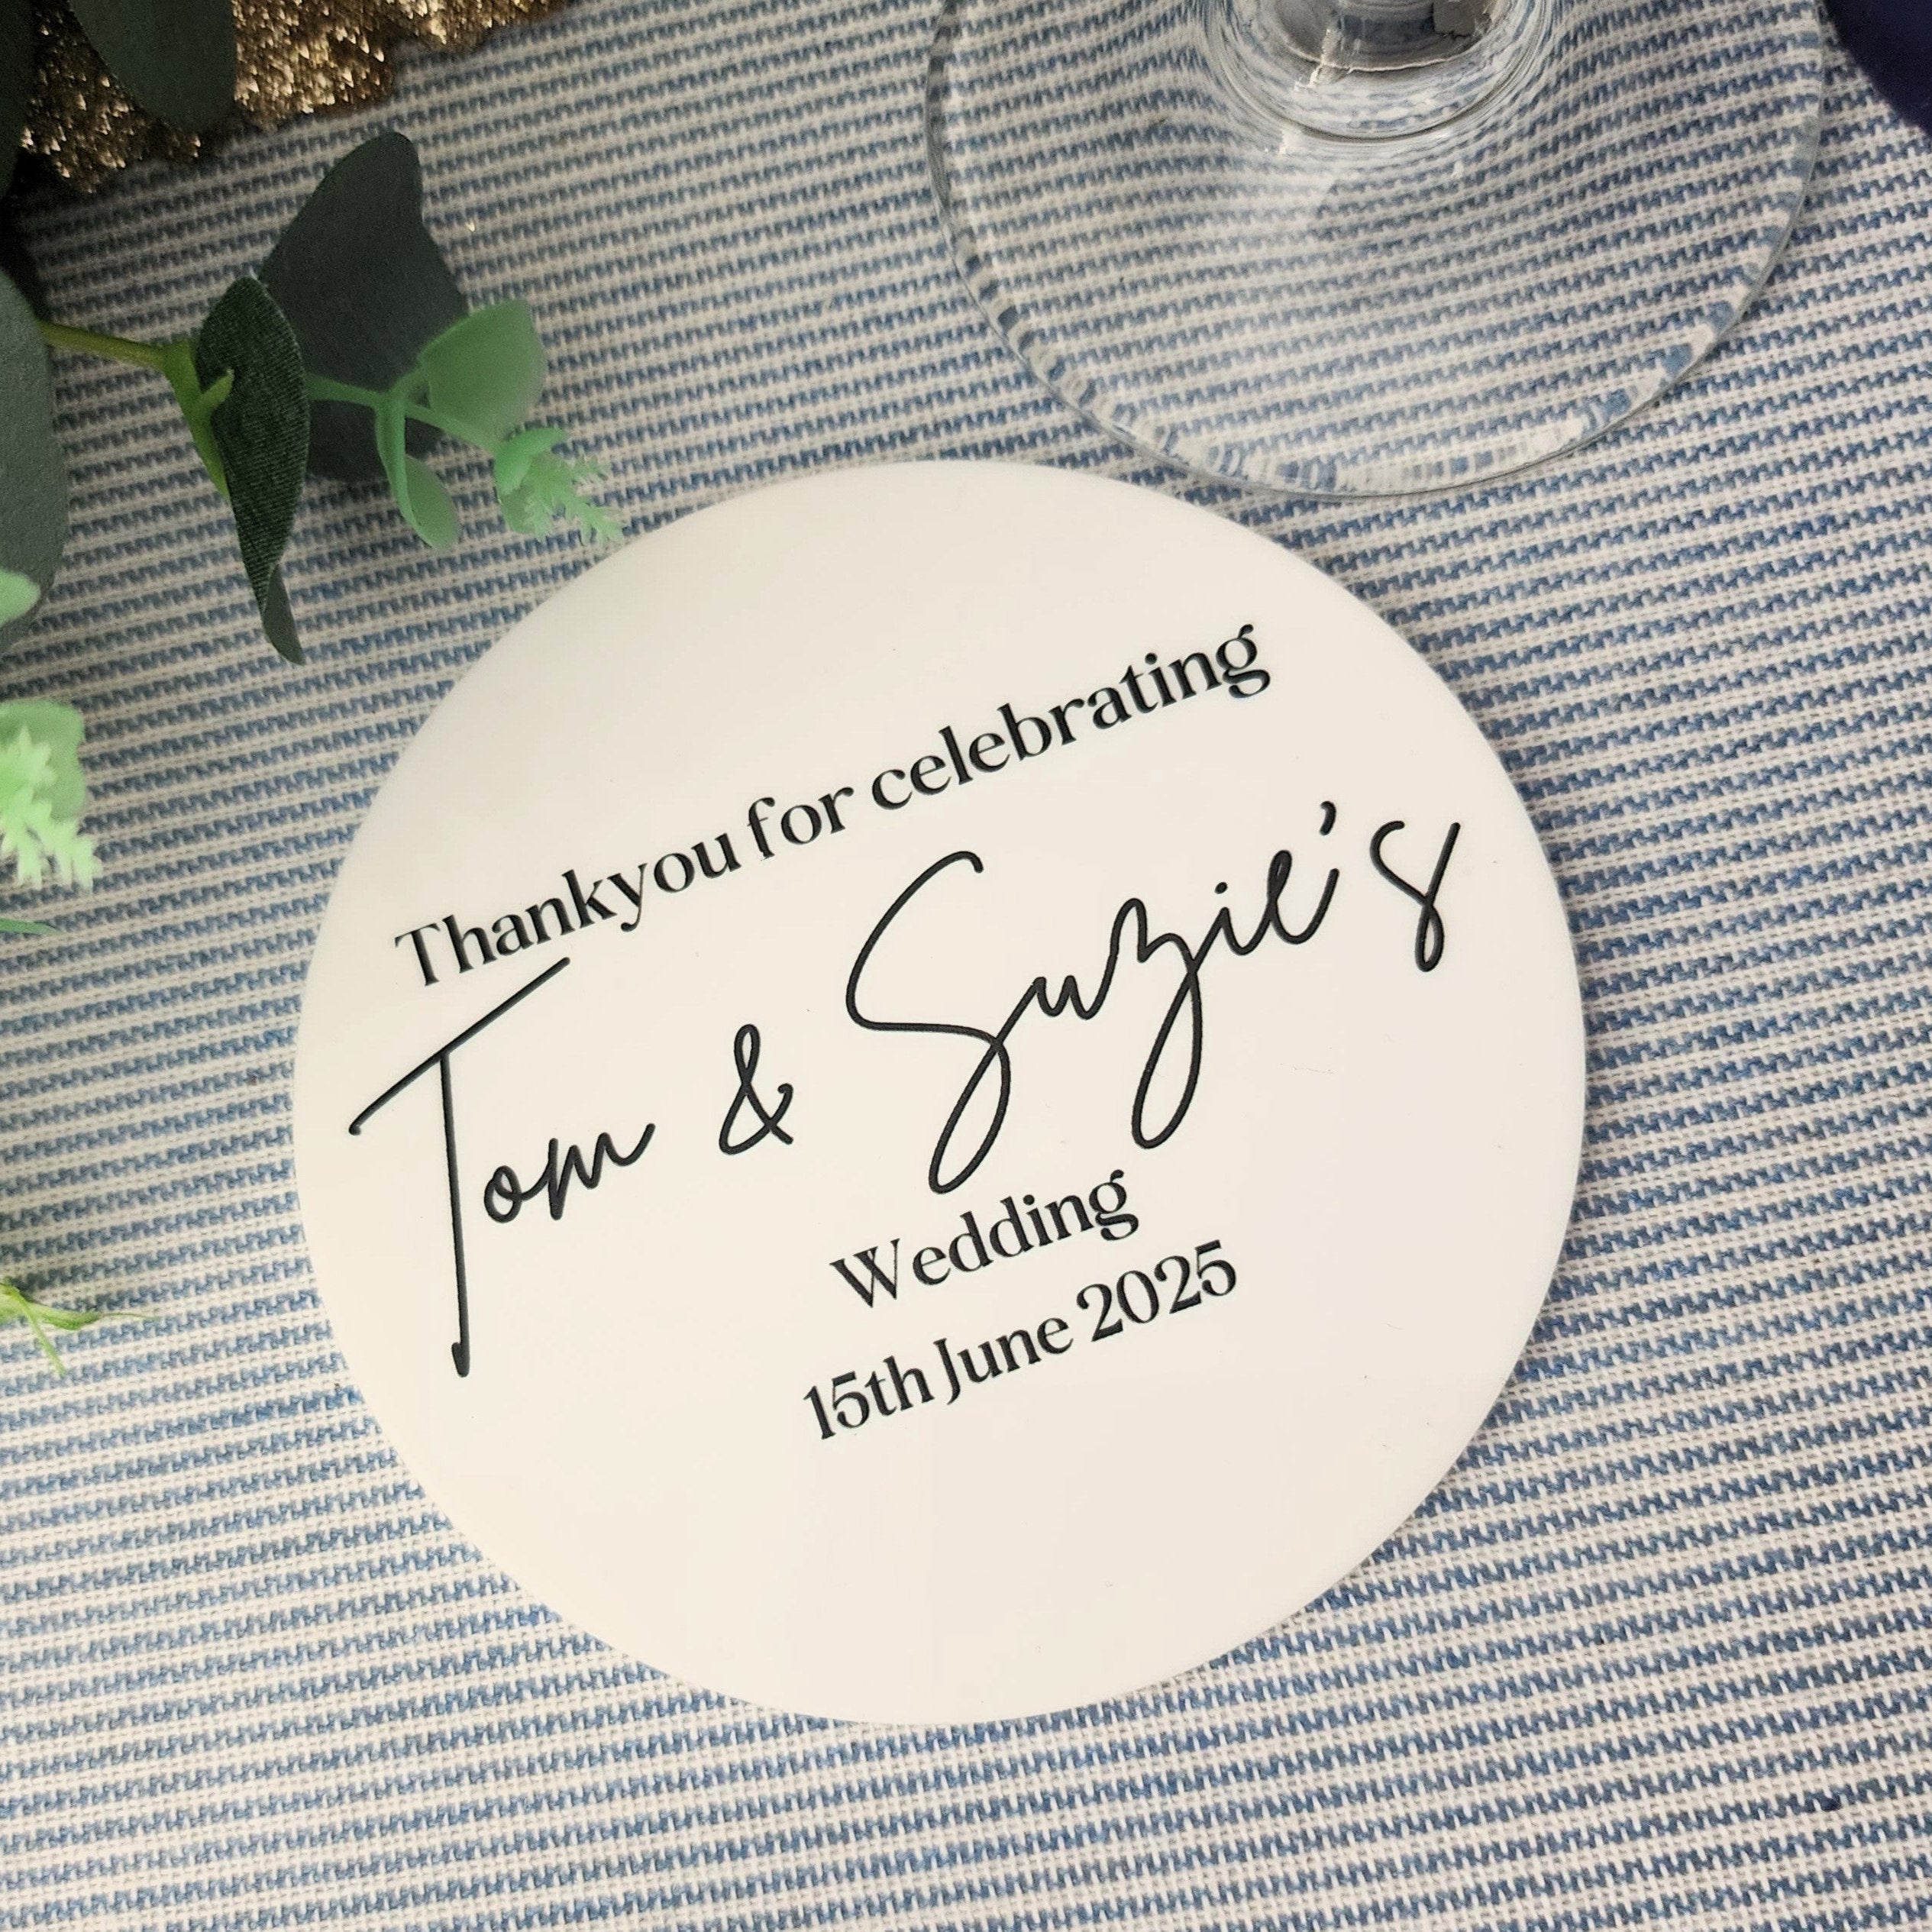 Thankyou for celebrating
Tom & Suzie's
Wedding
15th June 2025